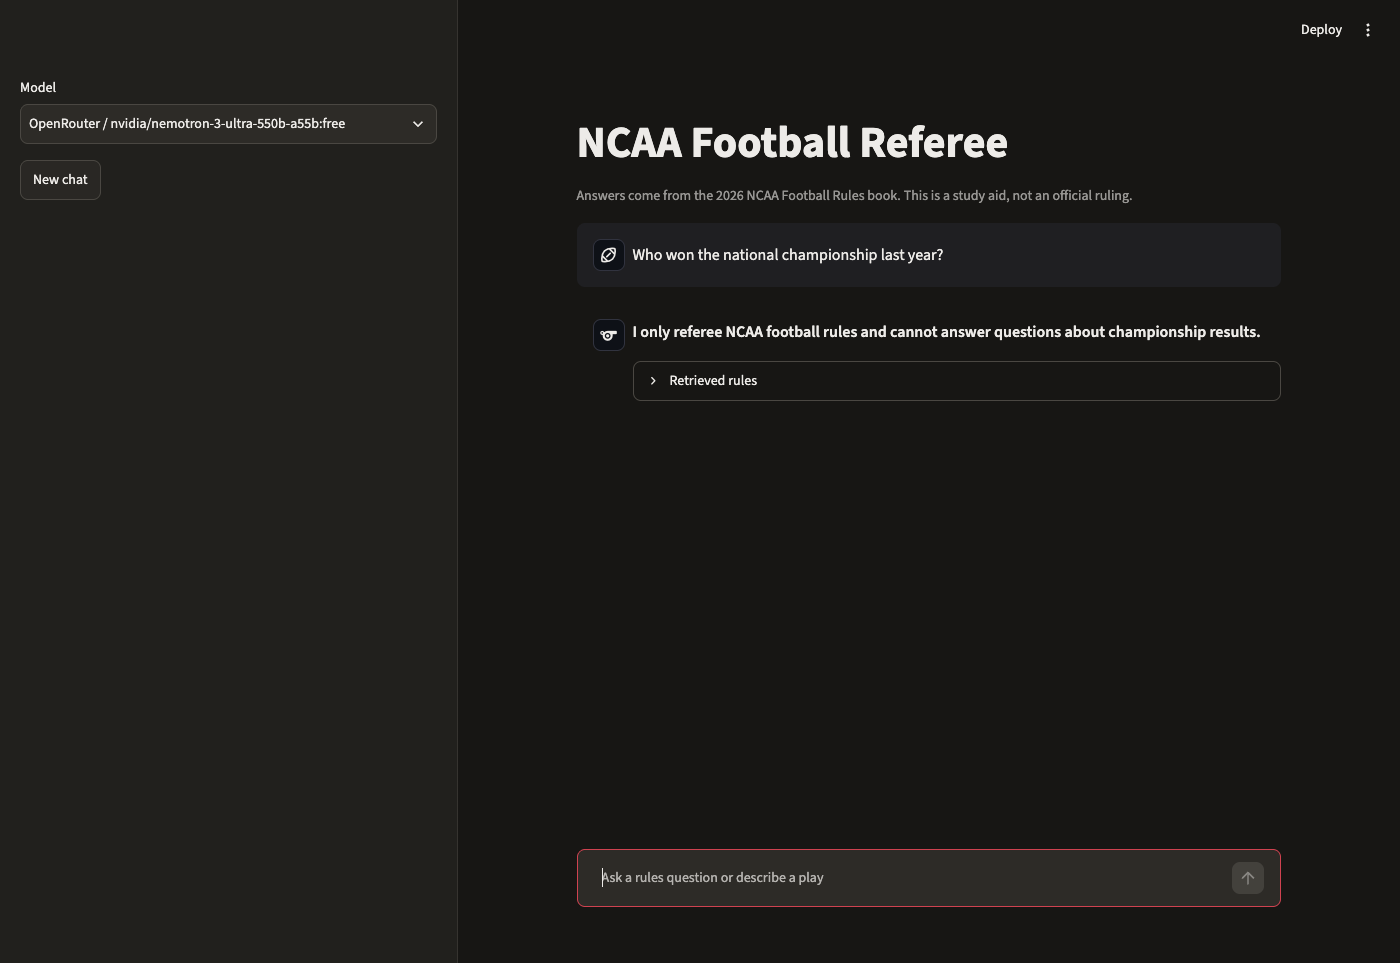 Deploy
Model
OpenRouter / nvidia/nemotron-3-ultra-550b-a55b:free
New chat
NCAA Football Referee
Answers come from the 2026 NCAA Football Rules book. This is a study aid, not an official ruling.
Who won the national championship last year?
I only referee NCAA football rules and cannot answer questions about championship results.
Retrieved rules
Ask a rules question or describe a play